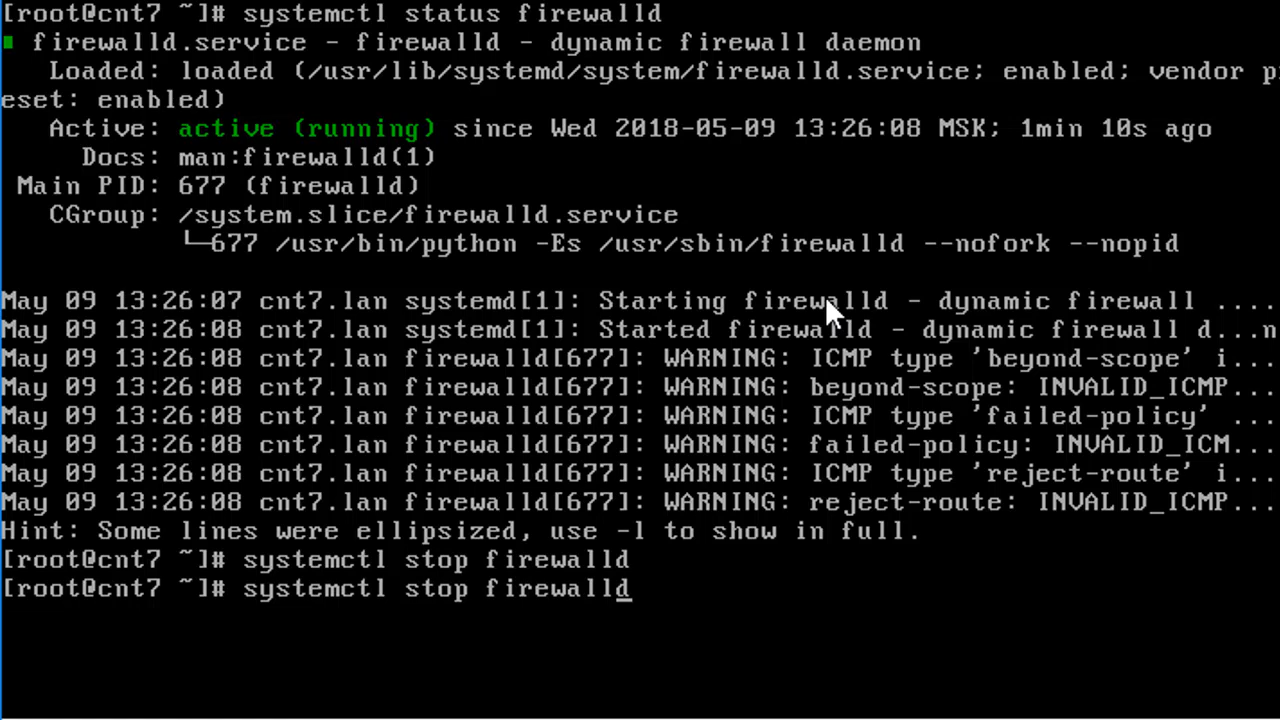 [root@cnt7 ~]# systemctl status firewalld
firewalld.service - firewalld - dynamic firewall daemon
Loaded: loaded (/usr/lib/systemd/system/firewalld.service; enabled; vendor p
eset: enabled)
Active: active (running) since Wed 2018-05-09 13:26:08 MSK; 1min 10s ago
Docs: man:firewalld(1)
Main PID: 677 (firewalld)
CGroup: /system.slice/firewalld.service
└─677 /usr/bin/python -Es /usr/sbin/firewalld --nofork --nopid
May 09 13:26:07 cnt7.lan systemd[1]: Starting firewalld - dynamic firewall ....
May 09 13:26:08 cnt7.lan systemd[1]: Started firewalld - dynamic firewall d...n
May 09 13:26:08 cnt7.lan firewalld[677]: WARNING: ICMP type 'beyond-scope' i...
May 09 13:26:08 cnt7.lan firewalld[677]: WARNING: beyond-scope: INVALID_ICMP...
May 09 13:26:08 cnt7.lan firewalld[677]: WARNING: ICMP type 'failed-policy' ...
May 09 13:26:08 cnt7.lan firewalld[677]: WARNING: failed-policy: INVALID_ICM...
May 09 13:26:08 cnt7.lan firewalld[677]: WARNING: ICMP type 'reject-route' i...
May 09 13:26:08 cnt7.lan firewalld[677]: WARNING: reject-route: INVALID_ICMP...
Hint: Some lines were ellipsized, use -l to show in full.
[root@cnt7 ~]# systemctl stop firewalld
[root@cnt7 ~]# systemctl stop firewalld